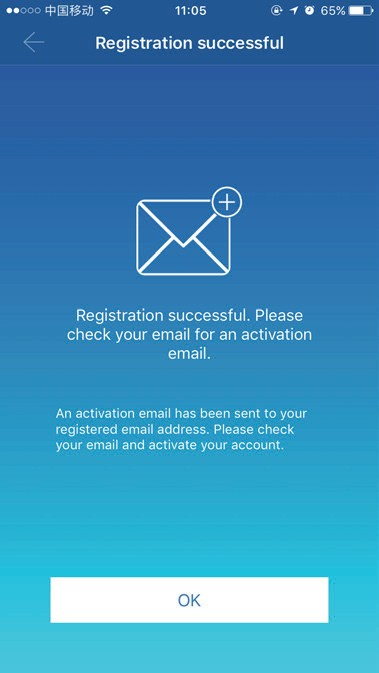 中国移动 11:05 65%
Registration successful
Registration successful. Please
check your email for an activation
email.
An activation email has been sent to your
registered email address. Please check
your email and activate your account.
OK